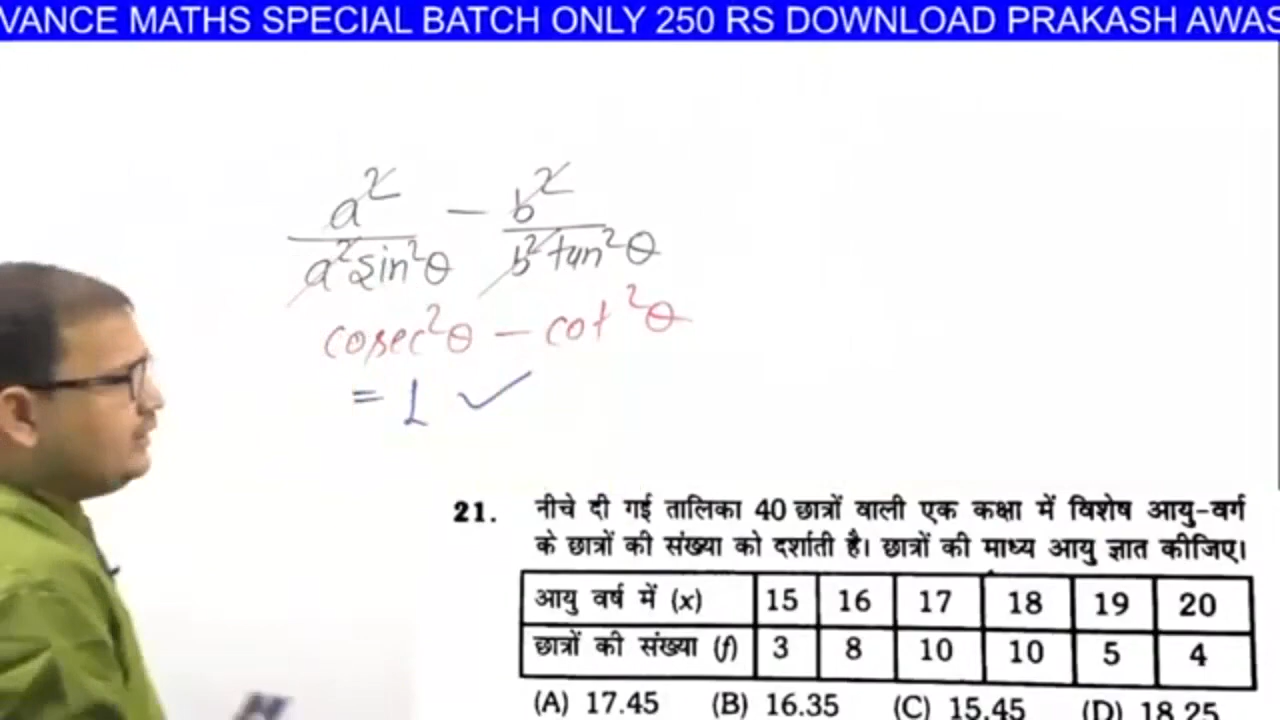 VANCE MATHS SPECIAL BATCH ONLY 250 RS DOWNLOAD PRAKASH AWAS
a² − b²
a²sin²θ b²tan²θ
cosec²θ − cot²θ
= 1 ✓
21. नीचे दी गई तालिका 40 छात्रों वाली एक कक्षा में विशेष आयु-वर्ग
के छात्रों की संख्या को दर्शाती है। छात्रों की माध्य आयु ज्ञात कीजिए।
आयु वर्ष में (x) 15 16 17 18 19 20
छात्रों की संख्या (f) 3 8 10 10 5 4
(A) 17.45 (B) 16.35 (C) 15.45 (D) 18.25